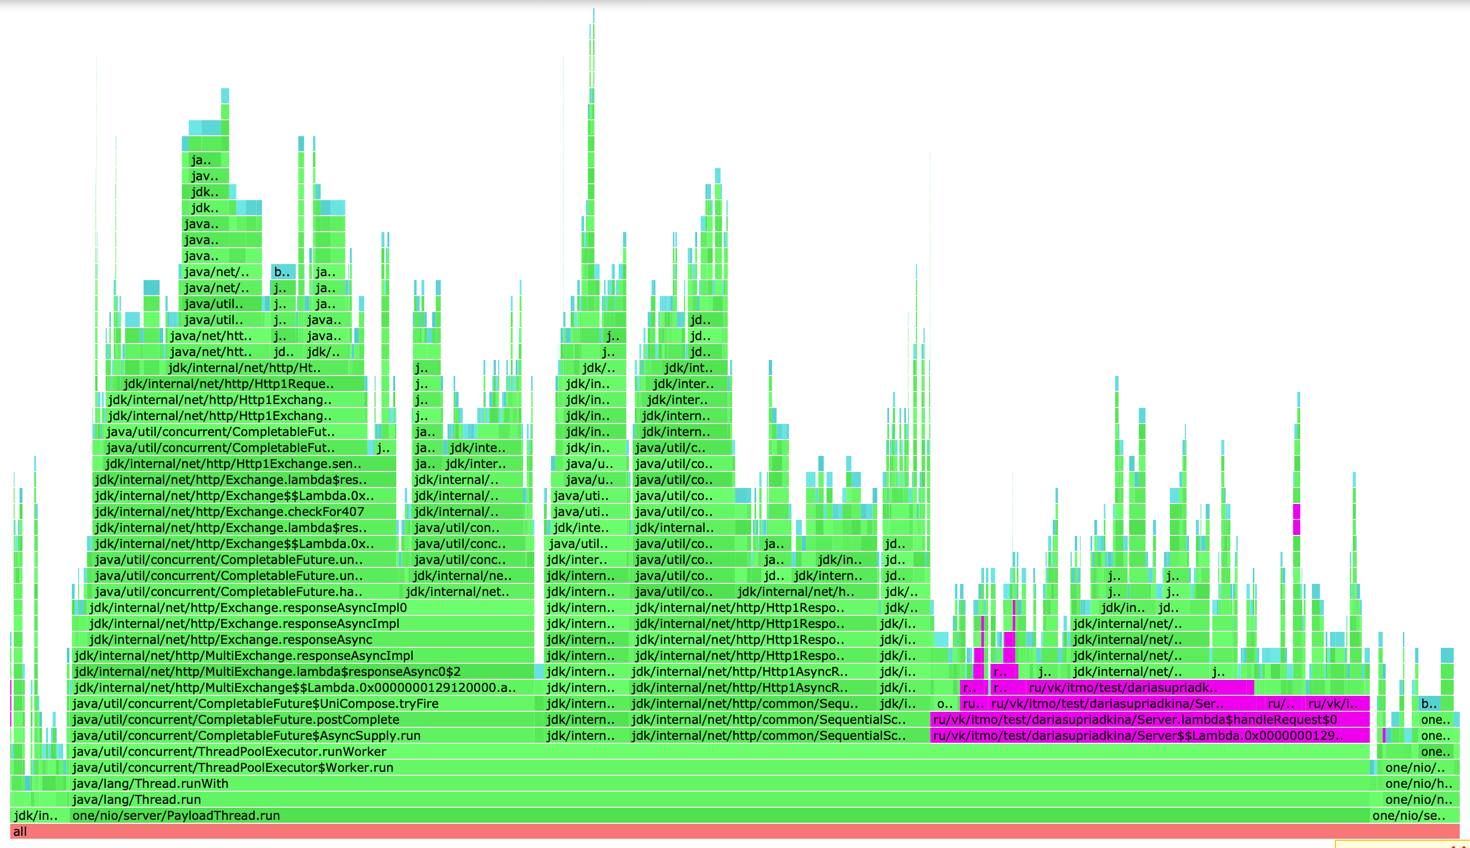 ja..
jav..
jdk..
jdk..
java..
java..
java..
java/net/.. b.. ja..
java/net/.. j.. ja..
java/util.. j.. ja..
java/util.. j.. java.. jd..
java/net/htt.. j.. java.. j.. jd..
java/net/htt.. jd.. jdk/.. j.. jd..
jdk/internal/net/http/Ht.. j.. jdk/.. jdk/int..
jdk/internal/net/http/Http1Reque.. j.. jdk/in.. jdk/inter..
jdk/internal/net/http/Http1Exchang.. j.. jdk/in.. jdk/inter..
jdk/internal/net/http/Http1Exchang.. j.. jdk/in.. jdk/intern..
java/util/concurrent/CompletableFut.. ja.. jdk/in.. jdk/intern..
java/util/concurrent/CompletableFut.. j.. ja.. jdk/inte.. jdk/in.. java/util/c..
jdk/internal/net/http/Http1Exchange.sen.. ja.. jdk/inter.. java/u.. java/util/co..
jdk/internal/net/http/Exchange.lambda$res.. jdk/internal/.. java/u.. java/util/co..
jdk/internal/net/http/Exchange$$Lambda.0x.. jdk/internal/.. java/uti.. java/util/co..
jdk/internal/net/http/Exchange.checkFor407 jdk/internal/.. java/uti.. java/util/co..
jdk/internal/net/http/Exchange.lambda$res.. java/util/con.. jdk/inte.. jdk/internal..
jdk/internal/net/http/Exchange$$Lambda.0x.. java/util/conc.. java/util.. java/util/co.. ja.. jd..
java/util/concurrent/CompletableFuture.un.. java/util/conc.. jdk/inter.. java/util/co.. j.. jdk/in.. jd..
java/util/concurrent/CompletableFuture.un.. jdk/internal/ne.. jdk/intern.. java/util/co.. jd.. jdk/intern.. jd.. j.. j..
java/util/concurrent/CompletableFuture.ha.. jdk/internal/net.. jdk/intern.. java/util/co.. jdk/internal/net/h.. jdk/.. j.. j..
jdk/internal/net/http/Exchange.responseAsyncImpl0 jdk/intern.. jdk/internal/net/http/Http1Respo.. jdk/.. jdk/in.. jd..
jdk/internal/net/http/Exchange.responseAsyncImpl jdk/intern.. jdk/internal/net/http/Http1Respo.. jdk/i.. jdk/internal/net/..
jdk/internal/net/http/Exchange.responseAsync jdk/intern.. jdk/internal/net/http/Http1Respo.. jdk/i.. jdk/internal/net/..
jdk/internal/net/http/MultiExchange.responseAsyncImpl jdk/intern.. jdk/internal/net/http/Http1Respo.. jdk/i.. jdk/internal/net/..
jdk/internal/net/http/MultiExchange.lambda$responseAsync0$2 jdk/intern.. jdk/internal/net/http/Http1AsyncR.. jdk/i.. r.. j.. jdk/internal/net/.. j..
jdk/internal/net/http/MultiExchange$$Lambda.0x0000000129120000.a.. jdk/intern.. jdk/internal/net/http/Http1AsyncR.. jdk/i.. r.. r.. ru/vk/itmo/test/dariasupriadk..
java/util/concurrent/CompletableFuture$UniCompose.tryFire jdk/intern.. jdk/internal/net/http/common/Sequ.. jdk/i.. o.. ru.. ru/vk/itmo/test/dariasupriadkina/Ser.. ru/.. ru/vk/i.. b..
java/util/concurrent/CompletableFuture.postComplete jdk/intern.. jdk/internal/net/http/common/SequentialSc.. ru/vk/itmo/test/dariasupriadkina/Server.lambda$handleRequest$0 one..
java/util/concurrent/CompletableFuture$AsyncSupply.run jdk/intern.. jdk/internal/net/http/common/SequentialSc.. ru/vk/itmo/test/dariasupriadkina/Server$$Lambda.0x0000000129.. one..
java/util/concurrent/ThreadPoolExecutor.runWorker one..
java/util/concurrent/ThreadPoolExecutor$Worker.run one/nio/..
java/lang/Thread.runWith one/nio/h..
java/lang/Thread.run one/nio/n..
jdk/in.. one/nio/server/PayloadThread.run one/nio/se..
all